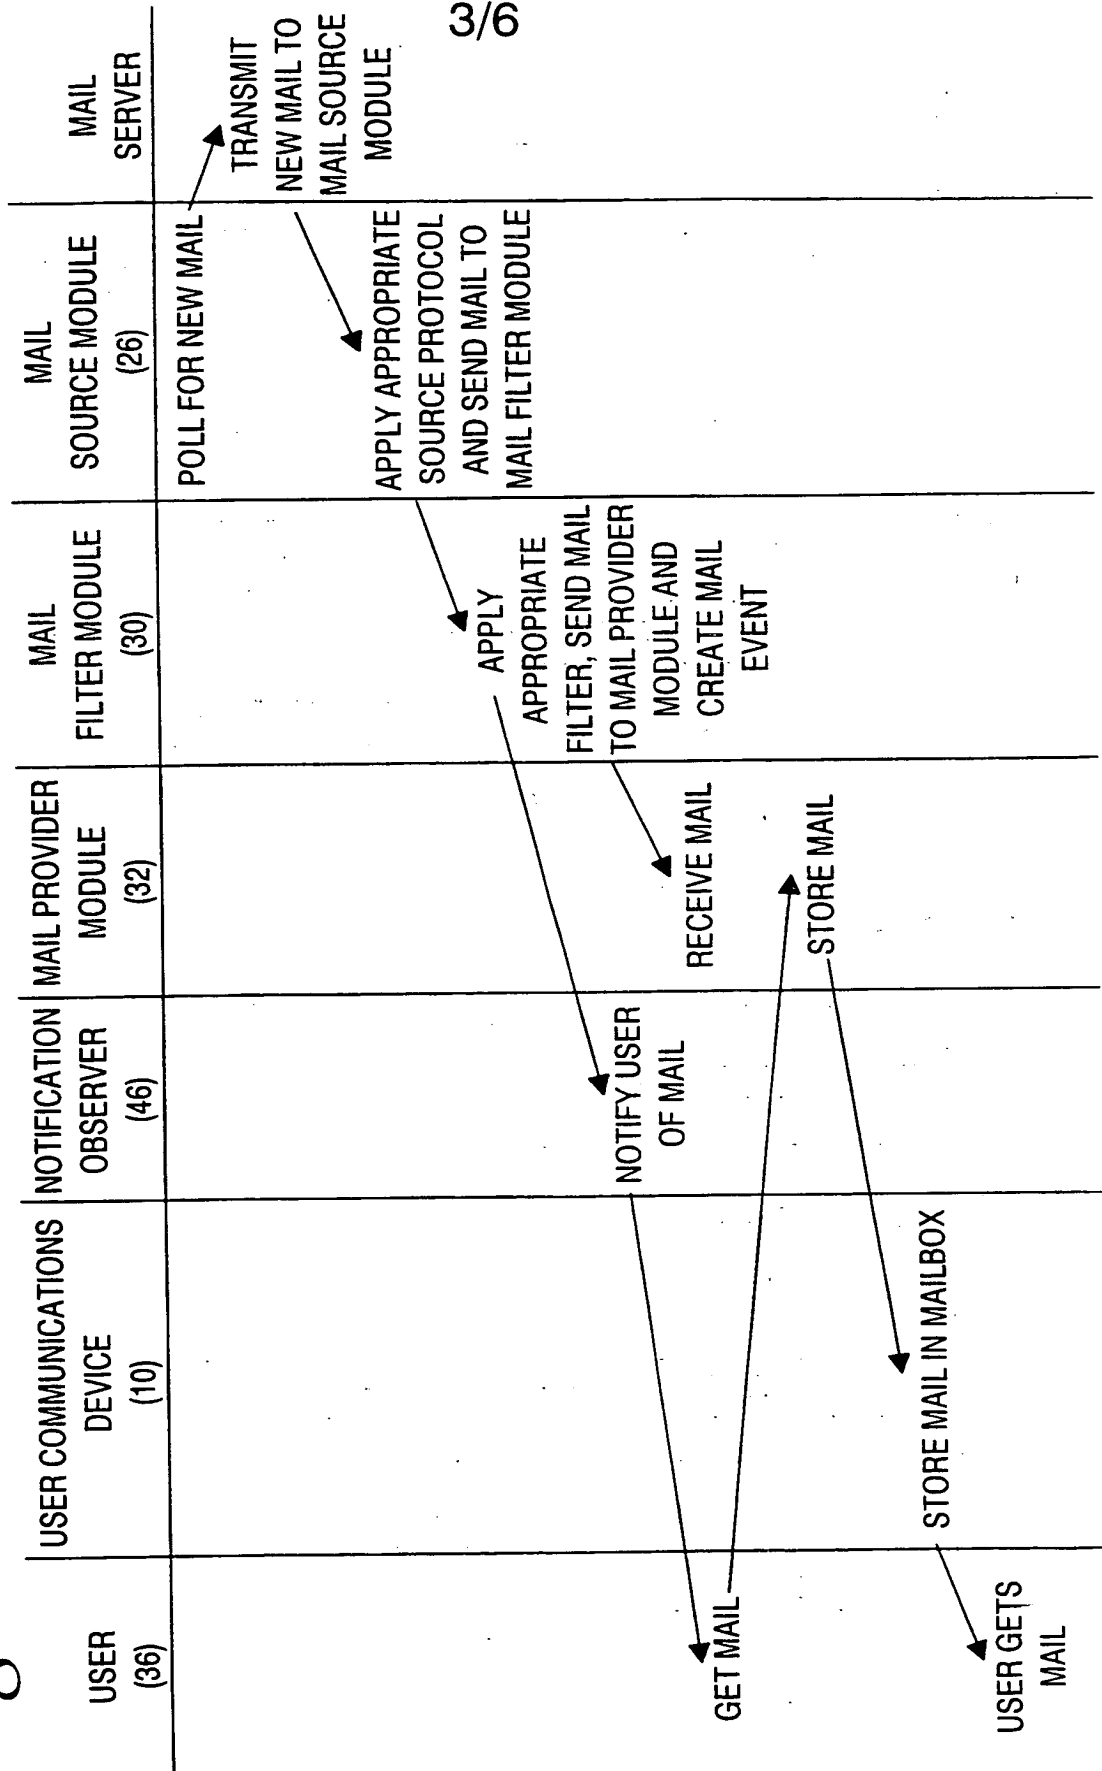 3/6
USER
(36)
USER COMMUNICATIONS
DEVICE
(10)
NOTIFICATION
OBSERVER
(46)
MAIL PROVIDER
MODULE
(32)
MAIL
FILTER MODULE
(30)
MAIL
SOURCE MODULE
(26)
MAIL
SERVER
POLL FOR NEW MAIL
TRANSMIT
NEW MAIL TO
MAIL SOURCE
MODULE
APPLY APPROPRIATE
SOURCE PROTOCOL
AND SEND MAIL TO
MAIL FILTER MODULE
APPLY
APPROPRIATE
FILTER, SEND MAIL
TO MAIL PROVIDER
MODULE AND
CREATE MAIL
EVENT
NOTIFY USER
OF MAIL
RECEIVE MAIL
GET MAIL
STORE MAIL
STORE MAIL IN MAILBOX
USER GETS
MAIL